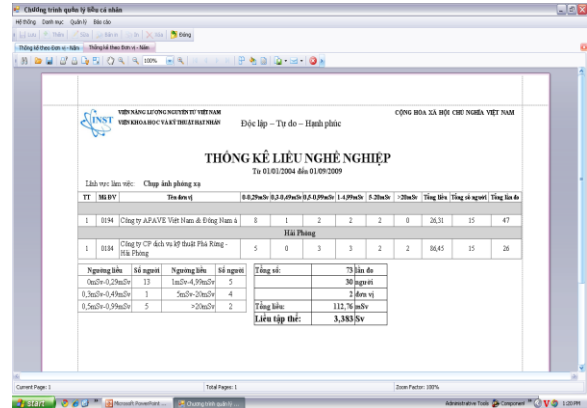 Chương trình quản lý liều cá nhân
Hệ thống Danh mục Quản lý Báo cáo
Lưu Thêm Sửa In Xóa Đóng
Thống kê theo Đơn vị - Năm Thống kê theo Đơn vị - Năm
100%
INST
VIỆN NĂNG LƯỢNG NGUYÊN TỬ VIỆT NAM
VIỆN KHOA HỌC VÀ KỸ THUẬT HẠT NHÂN
CỘNG HÒA XÃ HỘI CHỦ NGHĨA VIỆT NAM
Độc lập – Tự do – Hạnh phúc
THỐNG KÊ LIỀU NGHỀ NGHIỆP
Từ 01/01/2004 đến 01/09/2009
Lĩnh vực làm việc: Chụp ảnh phóng xạ
TT Mã ĐV Tên đơn vị 0-0,29mSv 0,3-0,49mSv 0,5-0,99mSv 1-4,99mSv 5-20mSv >20mSv Tổng liều Tổng số người Tổng lần đo
1 0194 Công ty APAVE Việt Nam & Đông Nam á 8 1 2 2 2 0 26,31 15 47
Hải Phòng
1 0184 Công ty CP dịch vụ kỹ thuật Phà Rừng - Hải Phòng 5 0 3 3 2 2 86,45 15 26
Ngưỡng liều Số người Ngưỡng liều Số người
0mSv-0,29mSv 13 1mSv-4,99mSv 5
0,3mSv-0,49mSv 1 5mSv-20mSv 4
0,5mSv-0,99mSv 5 >20mSv 2
Tổng số: 73 lần đo
30 người
2 đơn vị
Tổng liều: 112,76 mSv
Liều tập thể: 3,383 Sv
Current Page: 1 Total Pages: 1 Zoom Factor: 100%
start Microsoft PowerPoint ... Chương trình quản lý ... Administrative Tools Component 1:20 PM